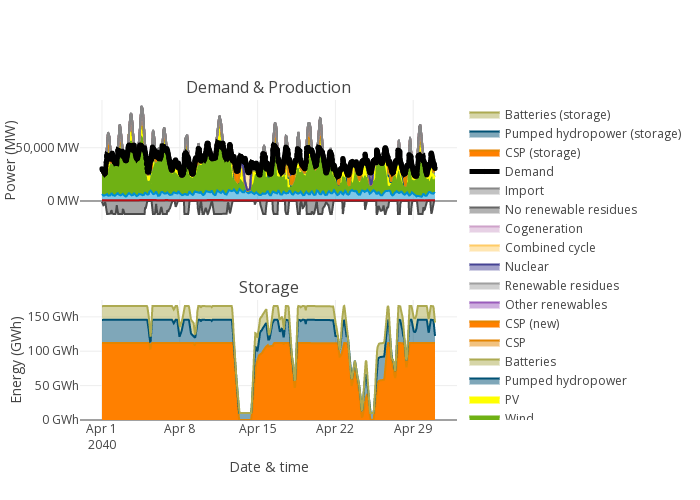 Demand & Production
Power (MW)
50,000 MW
0 MW
Storage
Energy (GWh)
150 GWh
100 GWh
50 GWh
0 GWh
Apr 1
2040
Apr 8
Apr 15
Apr 22
Apr 29
Date & time
Batteries (storage)
Pumped hydropower (storage)
CSP (storage)
Demand
Import
No renewable residues
Cogeneration
Combined cycle
Nuclear
Renewable residues
Other renewables
CSP (new)
CSP
Batteries
Pumped hydropower
PV
Wind